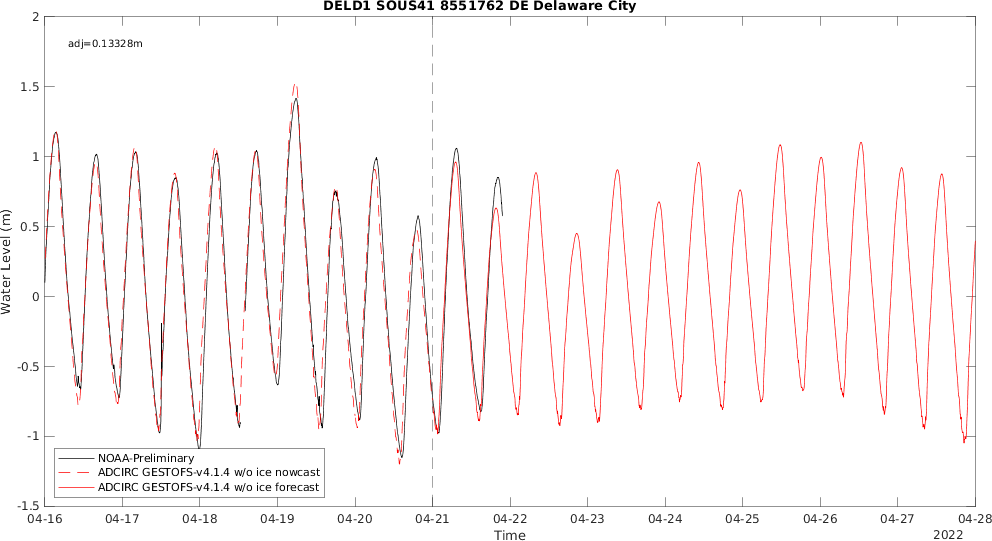 DELD1 SOUS41 8551762 DE Delaware City
adj=0.13328m
Water Level (m)
2
1.5
1
0.5
0
-0.5
-1
-1.5
NOAA-Preliminary
ADCIRC GESTOFS-v4.1.4 w/o ice nowcast
ADCIRC GESTOFS-v4.1.4 w/o ice forecast
04-16 04-17 04-18 04-19 04-20 04-21 04-22 04-23 04-24 04-25 04-26 04-27 04-28
Time
2022